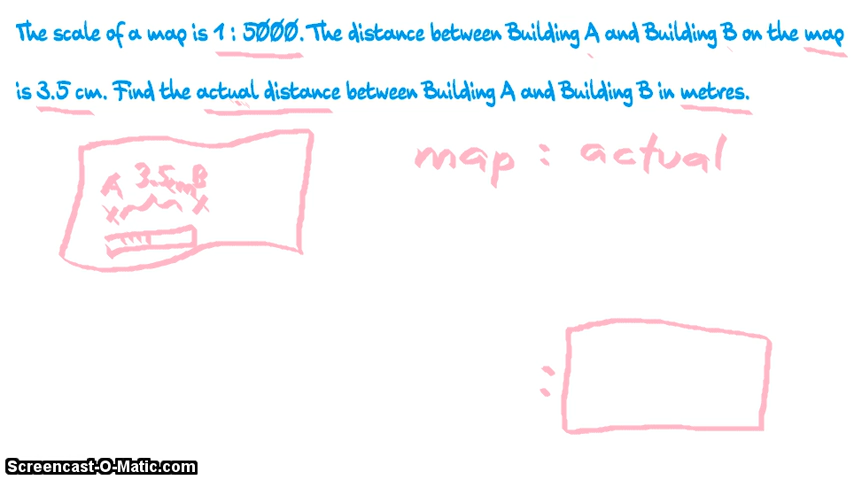 The scale of a map is 1 : 5000. The distance between Building A and Building B on the map
is 3.5 cm. Find the actual distance between Building A and Building B in metres.
map : actual
A 3.5cm B
x x
:
Screencast-O-Matic.com